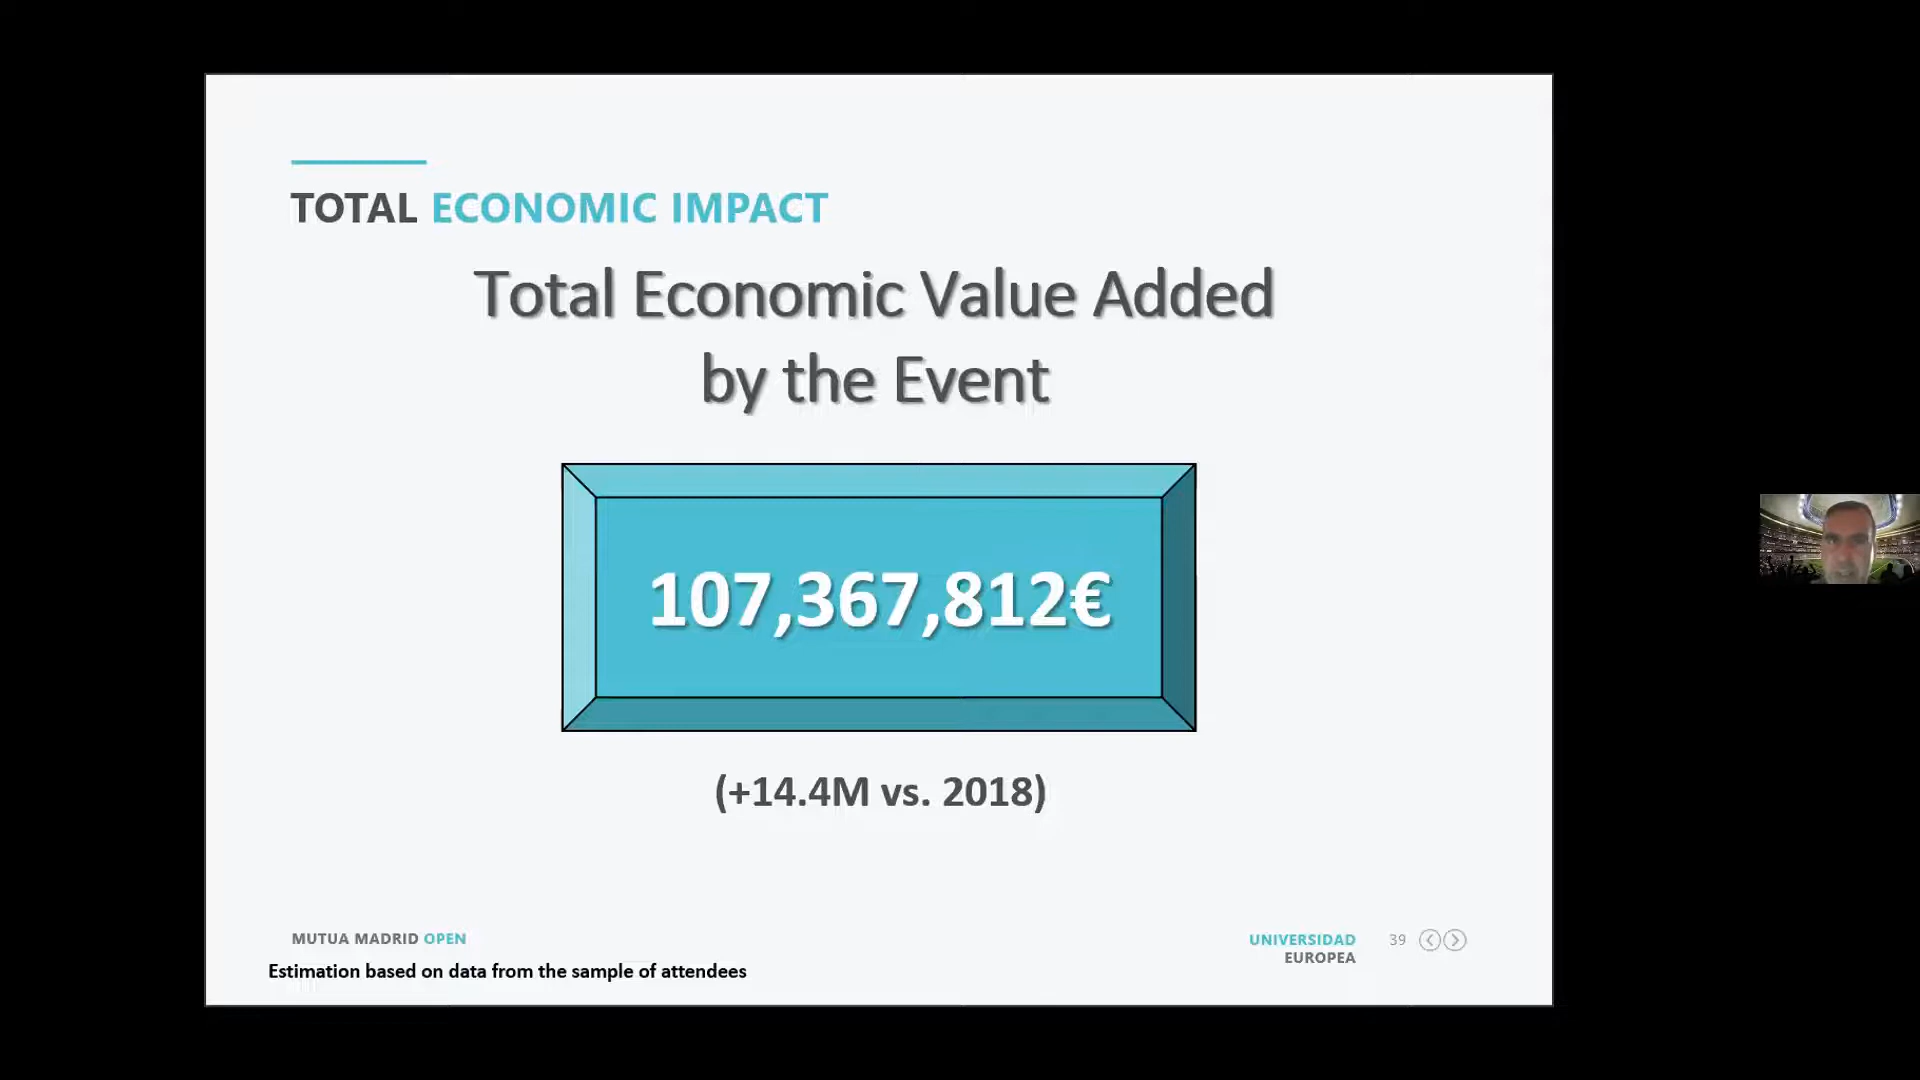 TOTAL ECONOMIC IMPACT
Total Economic Value Added
by the Event
107,367,812€
(+14.4M vs. 2018)
MUTUA MADRID OPEN
UNIVERSIDAD
EUROPEA
39
Estimation based on data from the sample of attendees